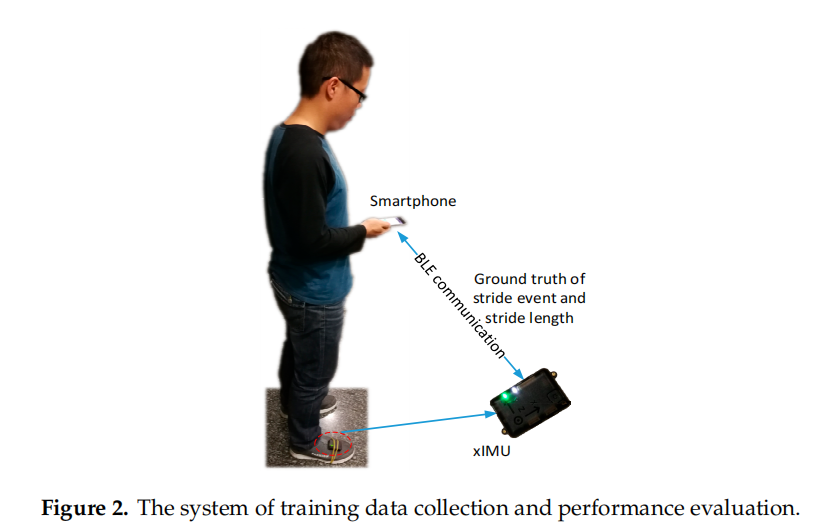 Smartphone
BLE communication
Ground truth of
stride event and
stride length
xIMU
Figure 2. The system of training data collection and performance evaluation.